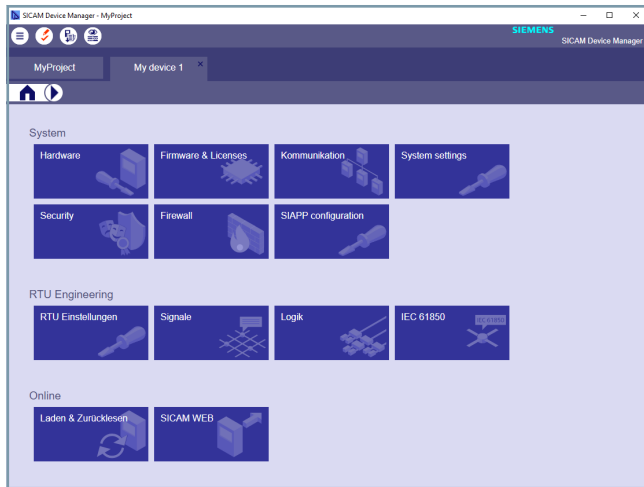 SICAM Device Manager - MyProject
SIEMENS
SICAM Device Manager
MyProject
My device 1
System
Hardware
Firmware & Licenses
Kommunikation
System settings
Security
Firewall
SIAPP configuration
RTU Engineering
RTU Einstellungen
Signale
Logik
IEC 61850
IEC 61850
Online
Laden & Zurücklesen
SICAM WEB